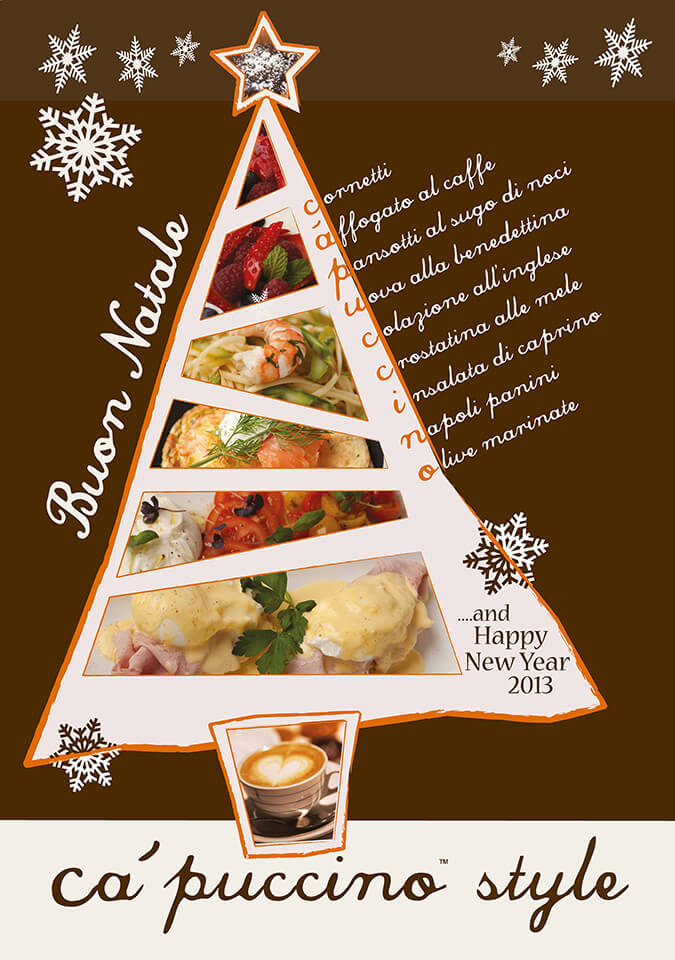 Buon Natale
cornetti
affogato al caffe
pansotti al sugo di noci
uova alla benedettina
colazione all'inglese
crostatina alle mele
insalata di caprino
napoli panini
olive marinate
....and
Happy
New Year
2013
ca'puccino™ style